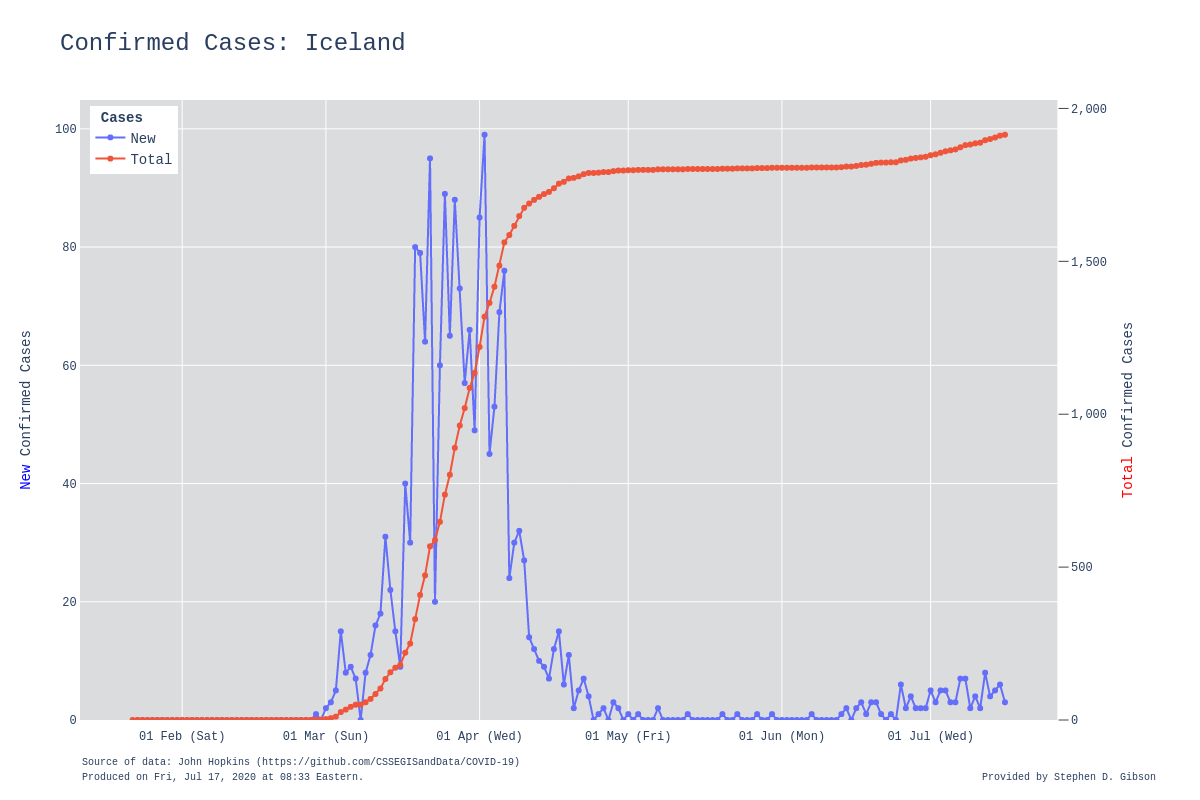 Confirmed Cases: Iceland
Cases
New
Total
100
80
60
40
20
0
2,000
1,500
1,000
500
0
New Confirmed Cases
Total Confirmed Cases
01 Feb (Sat)
01 Mar (Sun)
01 Apr (Wed)
01 May (Fri)
01 Jun (Mon)
01 Jul (Wed)
Source of data: John Hopkins (https://github.com/CSSEGISandData/COVID-19)
Produced on Fri, Jul 17, 2020 at 08:33 Eastern.
Provided by Stephen D. Gibson